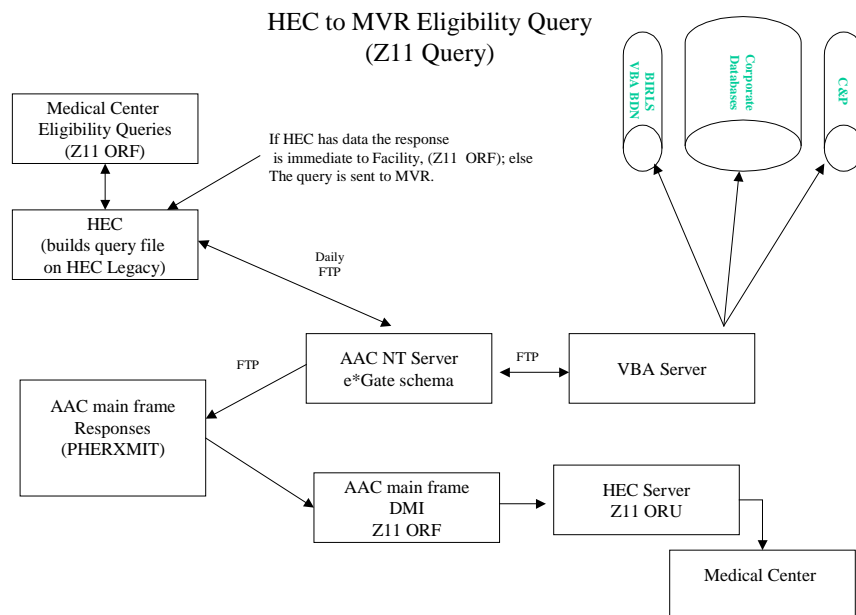 HEC to MVR Eligibility Query
(Z11 Query)
BIRLS
VBA BDN
Corporate
Databases
C&P
Medical Center
Eligibility Queries
(Z11 ORF)
If HEC has data the response
is immediate to Facility, (Z11 ORF); else
The query is sent to MVR.
HEC
(builds query file
on HEC Legacy)
Daily
FTP
AAC NT Server
e*Gate schema
FTP
VBA Server
FTP
AAC main frame
Responses
(PHERXMIT)
AAC main frame
DMI
Z11 ORF
HEC Server
Z11 ORU
Medical Center